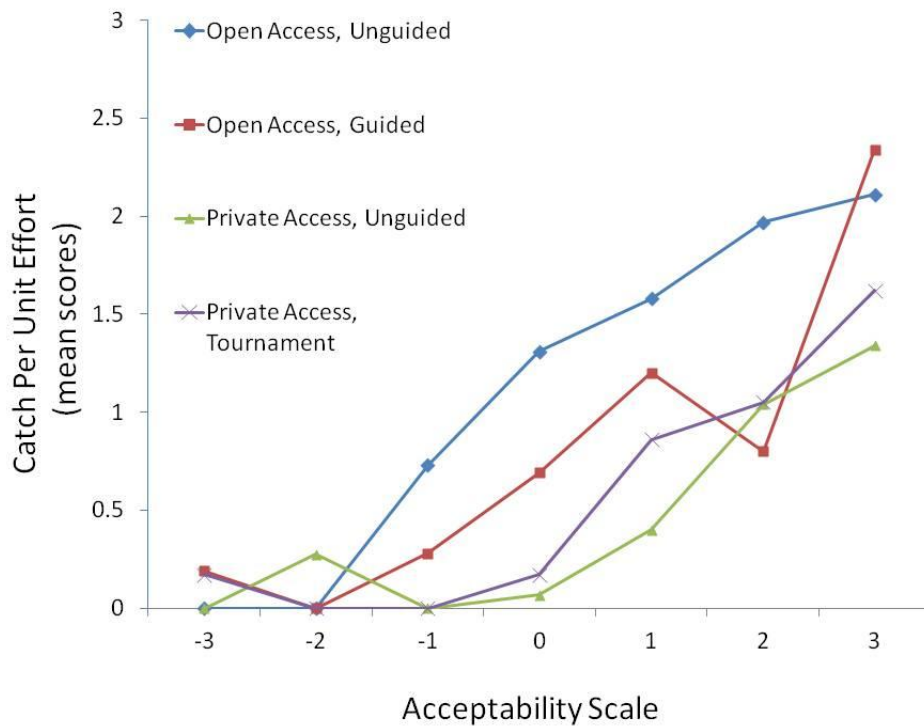 3
Open Access, Unguided
2.5
Open Access, Guided
2
Private Access, Unguided
1.5
Private Access,
Tournament
1
0.5
0
Catch Per Unit Effort
(mean scores)
-3 -2 -1 0 1 2 3
Acceptability Scale